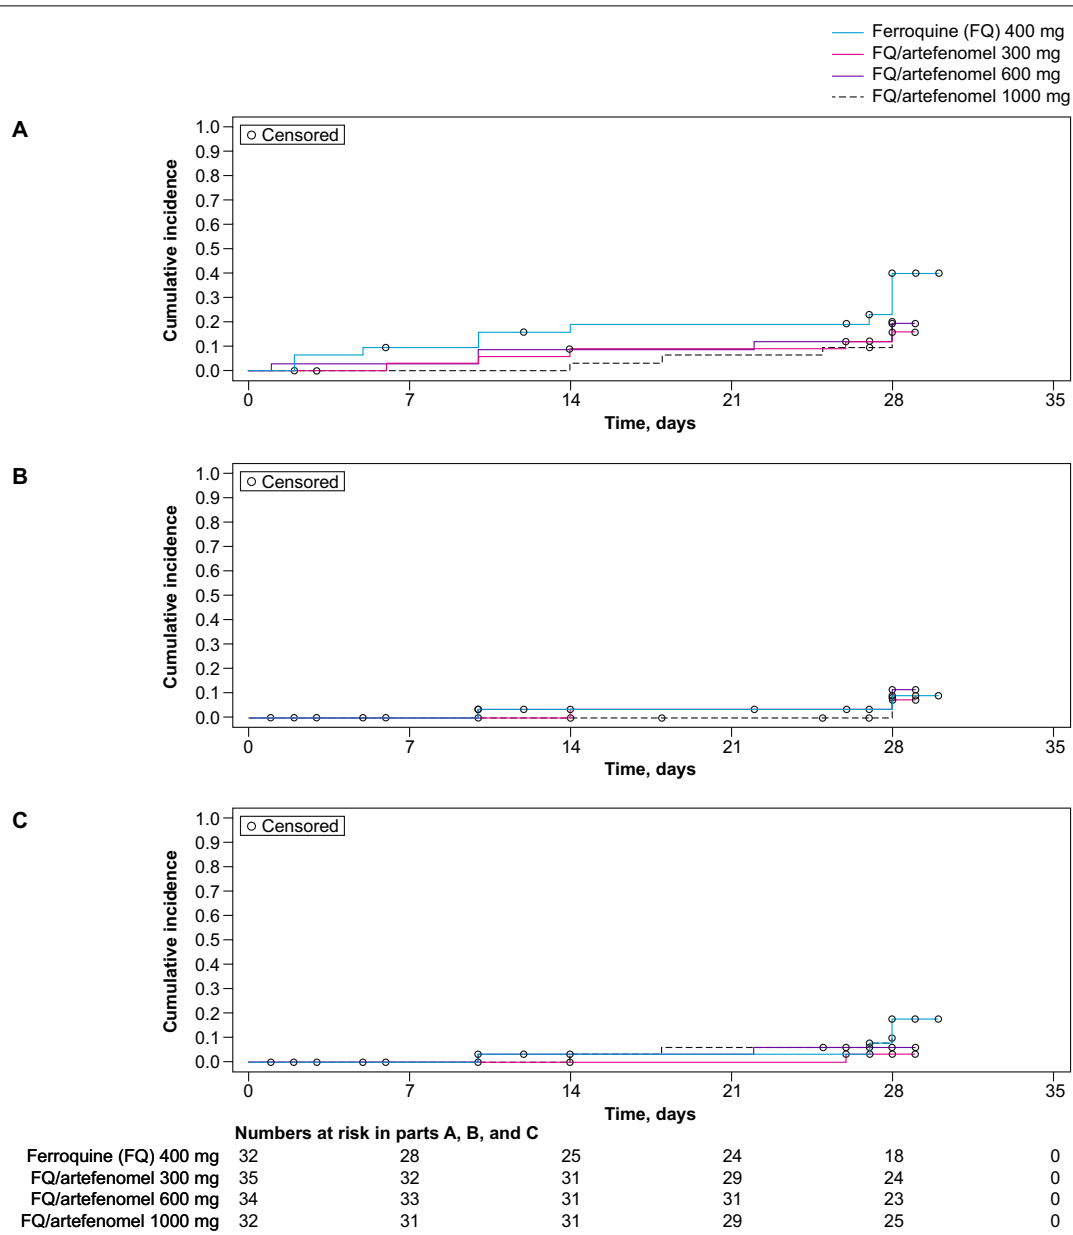 Ferroquine (FQ) 400 mg
FQ/artefenomel 300 mg
FQ/artefenomel 600 mg
FQ/artefenomel 1000 mg
A
Censored
Cumulative incidence
1.0
0.9
0.8
0.7
0.6
0.5
0.4
0.3
0.2
0.1
0.0
0 7 14 21 28 35
Time, days
B
Censored
Cumulative incidence
1.0
0.9
0.8
0.7
0.6
0.5
0.4
0.3
0.2
0.1
0.0
0 7 14 21 28 35
Time, days
C
Censored
Cumulative incidence
1.0
0.9
0.8
0.7
0.6
0.5
0.4
0.3
0.2
0.1
0.0
0 7 14 21 28 35
Time, days
Numbers at risk in parts A, B, and C
Ferroquine (FQ) 400 mg 32 28 25 24 18 0
FQ/artefenomel 300 mg 35 32 31 29 24 0
FQ/artefenomel 600 mg 34 33 31 31 23 0
FQ/artefenomel 1000 mg 32 31 31 29 25 0